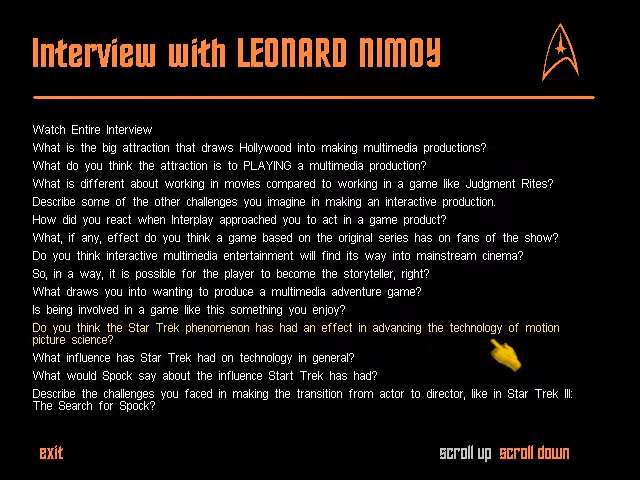 Interview with LEONARD NIMOY
Watch Entire Interview
What is the big attraction that draws Hollywood into making multimedia productions?
What do you think the attraction is to PLAYING a multimedia production?
What is different about working in movies compared to working in a game like Judgment Rites?
Describe some of the other challenges you imagine in making an interactive production.
How did you react when Interplay approached you to act in a game product?
What, if any, effect do you think a game based on the original series has on fans of the show?
Do you think interactive multimedia entertainment will find its way into mainstream cinema?
So, in a way, it is possible for the player to become the storyteller, right?
What draws you into wanting to produce a multimedia adventure game?
Is being involved in a game like this something you enjoy?
Do you think the Star Trek phenomenon has had an effect in advancing the technology of motion
picture science?
What influence has Star Trek had on technology in general?
What would Spock say about the influence Start Trek has had?
Describe the challenges you faced in making the transition from actor to director, like in Star Trek III:
The Search for Spock?
exit
scroll up scroll down